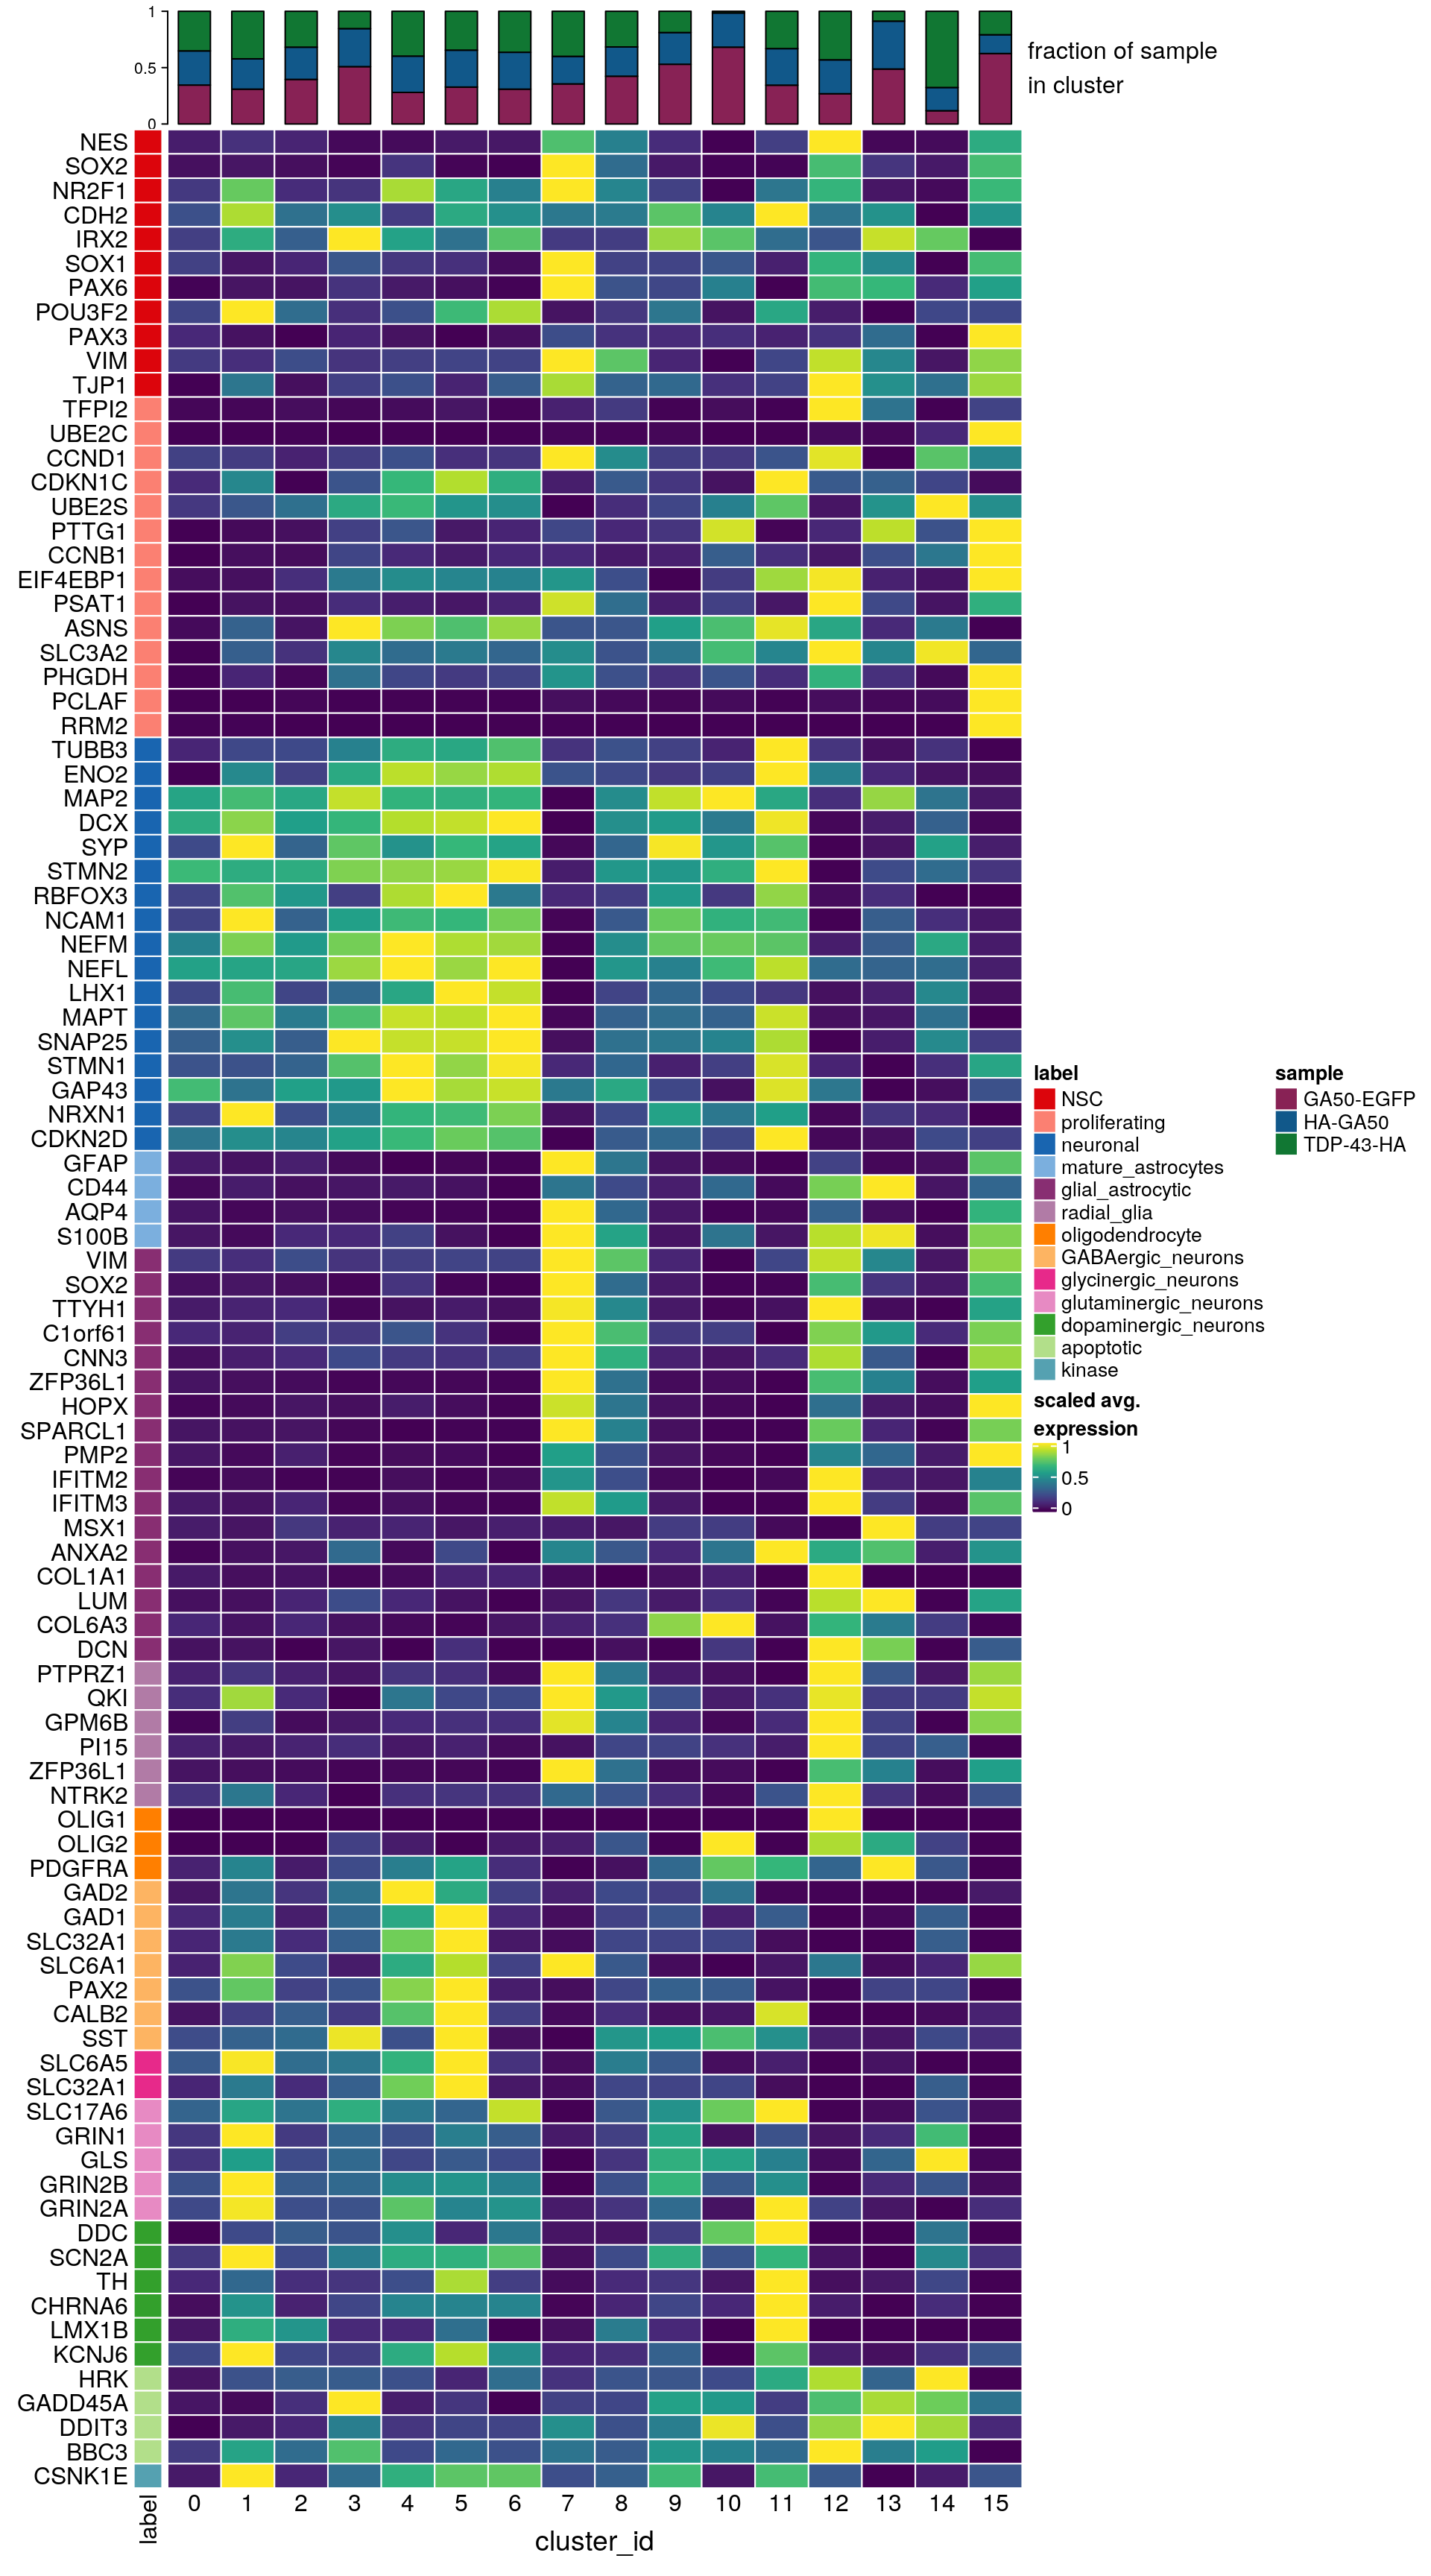 1
0.5
0
fraction of sample
in cluster
NES
SOX2
NR2F1
CDH2
IRX2
SOX1
PAX6
POU3F2
PAX3
VIM
TJP1
TFPI2
UBE2C
CCND1
CDKN1C
UBE2S
PTTG1
CCNB1
EIF4EBP1
PSAT1
ASNS
SLC3A2
PHGDH
PCLAF
RRM2
TUBB3
ENO2
MAP2
DCX
SYP
STMN2
RBFOX3
NCAM1
NEFM
NEFL
LHX1
MAPT
SNAP25
STMN1
GAP43
NRXN1
CDKN2D
GFAP
CD44
AQP4
S100B
VIM
SOX2
TTYH1
C1orf61
CNN3
ZFP36L1
HOPX
SPARCL1
PMP2
IFITM2
IFITM3
MSX1
ANXA2
COL1A1
LUM
COL6A3
DCN
PTPRZ1
QKI
GPM6B
PI15
ZFP36L1
NTRK2
OLIG1
OLIG2
PDGFRA
GAD2
GAD1
SLC32A1
SLC6A1
PAX2
CALB2
SST
SLC6A5
SLC32A1
SLC17A6
GRIN1
GLS
GRIN2B
GRIN2A
DDC
SCN2A
TH
CHRNA6
LMX1B
KCNJ6
HRK
GADD45A
DDIT3
BBC3
CSNK1E
label
0 1 2 3 4 5 6 7 8 9 10 11 12 13 14 15
cluster_id
label
NSC
proliferating
neuronal
mature_astrocytes
glial_astrocytic
radial_glia
oligodendrocyte
GABAergic_neurons
glycinergic_neurons
glutaminergic_neurons
dopaminergic_neurons
apoptotic
kinase
scaled avg.
expression
1
0.5
0
sample
GA50-EGFP
HA-GA50
TDP-43-HA